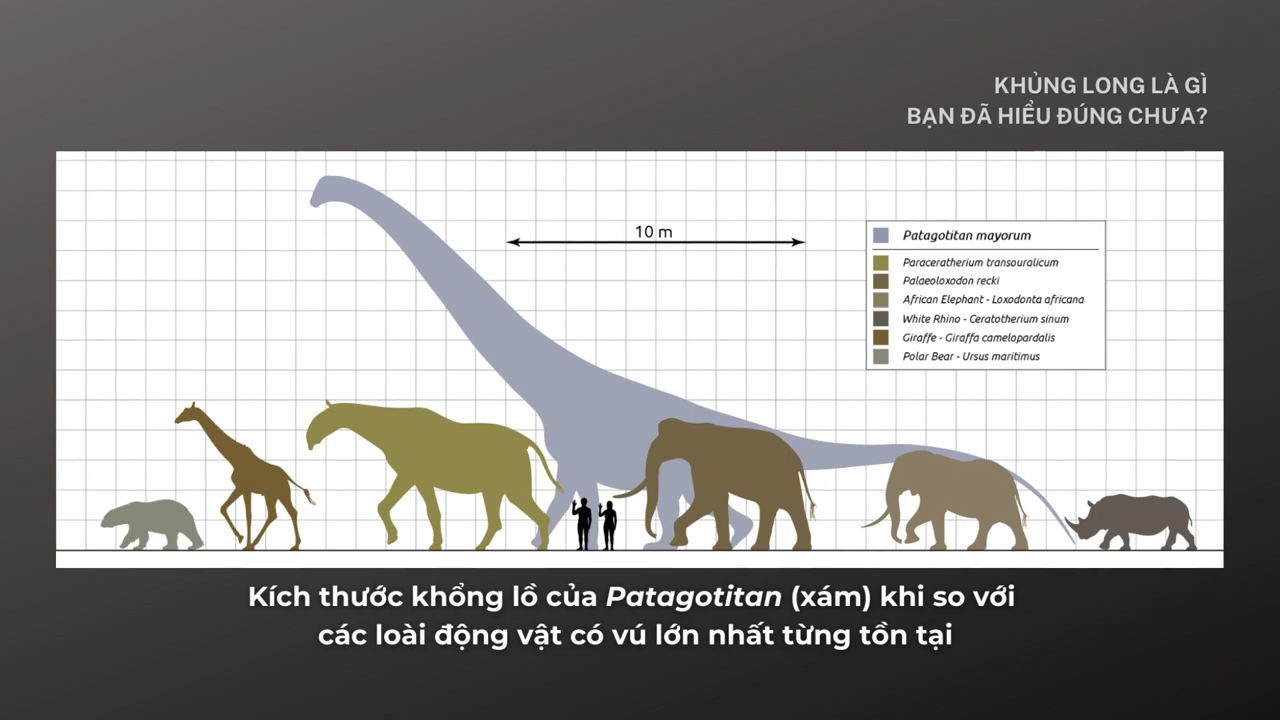 KHỦNG LONG LÀ GÌ
BẠN ĐÃ HIỂU ĐÚNG CHƯA?
10 m
Patagotitan mayorum
Paraceratherium transouralicum
Palaeoloxodon recki
African Elephant - Loxodonta africana
White Rhino - Ceratotherium sinum
Giraffe - Giraffa camelopardalis
Polar Bear - Ursus maritimus
Kích thước khổng lồ của Patagotitan (xám) khi so với
các loài động vật có vú lớn nhất từng tồn tại